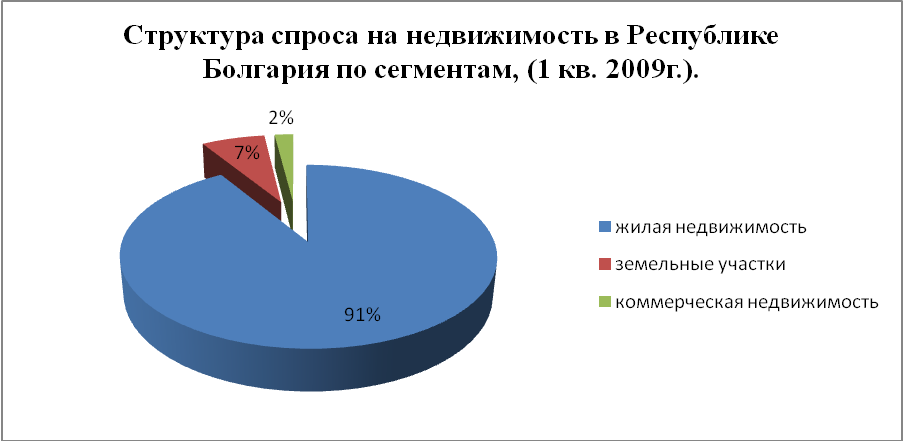 Структура спроса на недвижимость в Республике
Болгария по сегментам, (1 кв. 2009г.).
2%
7%
жилая недвижимость
земельные участки
коммерческая недвижимость
91%